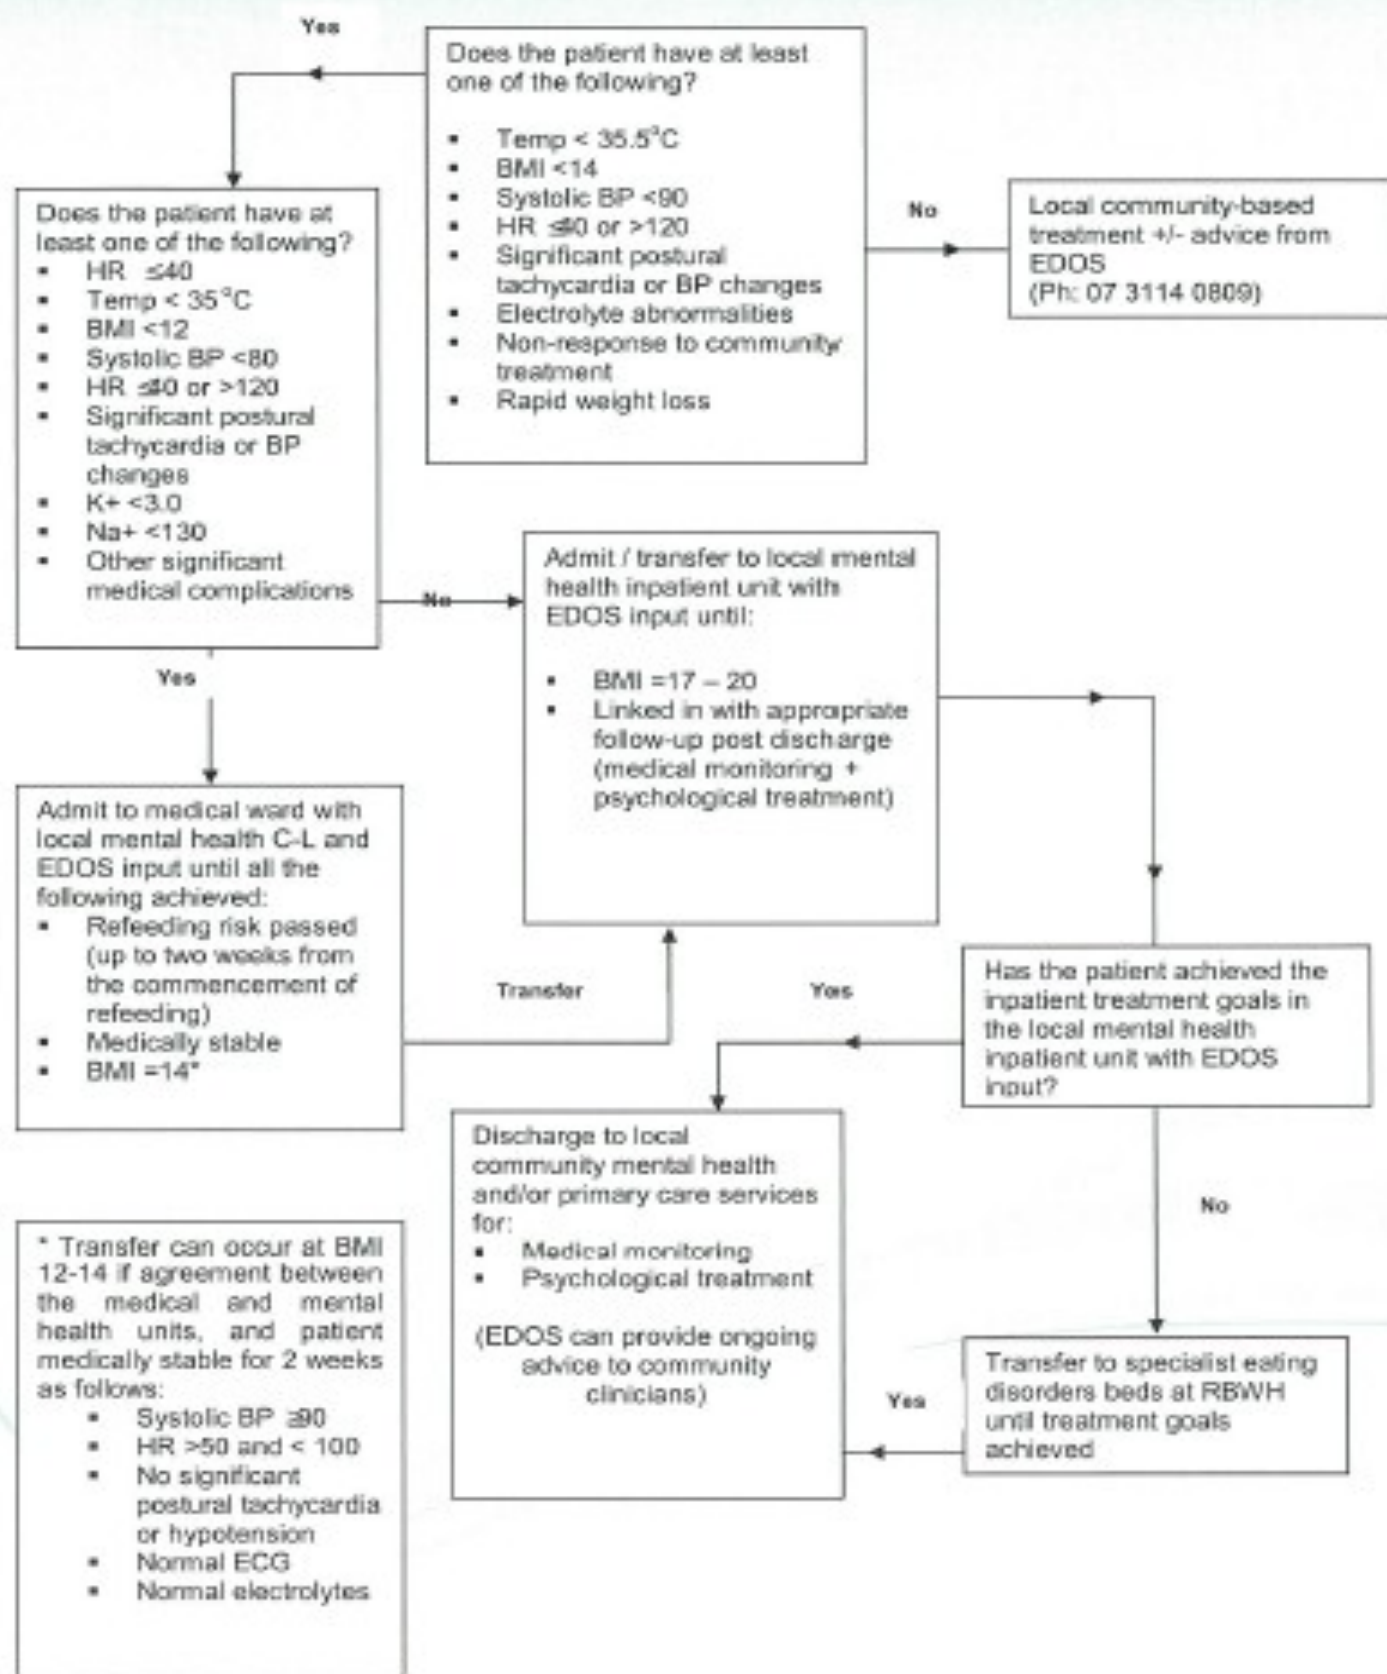 Yes
Does the patient have at least
one of the following?
▪ Temp < 35.5°C
▪ BMI <14
▪ Systolic BP <90
▪ HR ≤40 or >120
▪ Significant postural
tachycardia or BP changes
▪ Electrolyte abnormalities
▪ Non-response to community
treatment
▪ Rapid weight loss
No
Local community-based
treatment +/- advice from
EDOS
(Ph: 07 3114 0809)
Does the patient have at
least one of the following?
▪ HR ≤40
▪ Temp < 35°C
▪ BMI <12
▪ Systolic BP <80
▪ HR ≤40 or >120
▪ Significant postural
tachycardia or BP
changes
▪ K+ <3.0
▪ Na+ <130
▪ Other significant
medical complications
No
Yes
Admit / transfer to local mental
health inpatient unit with
EDOS input until:
▪ BMI =17 – 20
▪ Linked in with appropriate
follow-up post discharge
(medical monitoring +
psychological treatment)
Admit to medical ward with
local mental health C-L and
EDOS input until all the
following achieved:
▪ Refeeding risk passed
(up to two weeks from
the commencement of
refeeding)
▪ Medically stable
▪ BMI =14*
Transfer
Yes
Has the patient achieved the
inpatient treatment goals in
the local mental health
inpatient unit with EDOS
input?
Discharge to local
community mental health
and/or primary care services
for:
▪ Medical monitoring
▪ Psychological treatment
(EDOS can provide ongoing
advice to community
clinicians)
No
Yes
Transfer to specialist eating
disorders beds at RBWH
until treatment goals
achieved
* Transfer can occur at BMI
12-14 if agreement between
the medical and mental
health units, and patient
medically stable for 2 weeks
as follows:
▪ Systolic BP ≥90
▪ HR >50 and < 100
▪ No significant
postural tachycardia
or hypotension
▪ Normal ECG
▪ Normal electrolytes